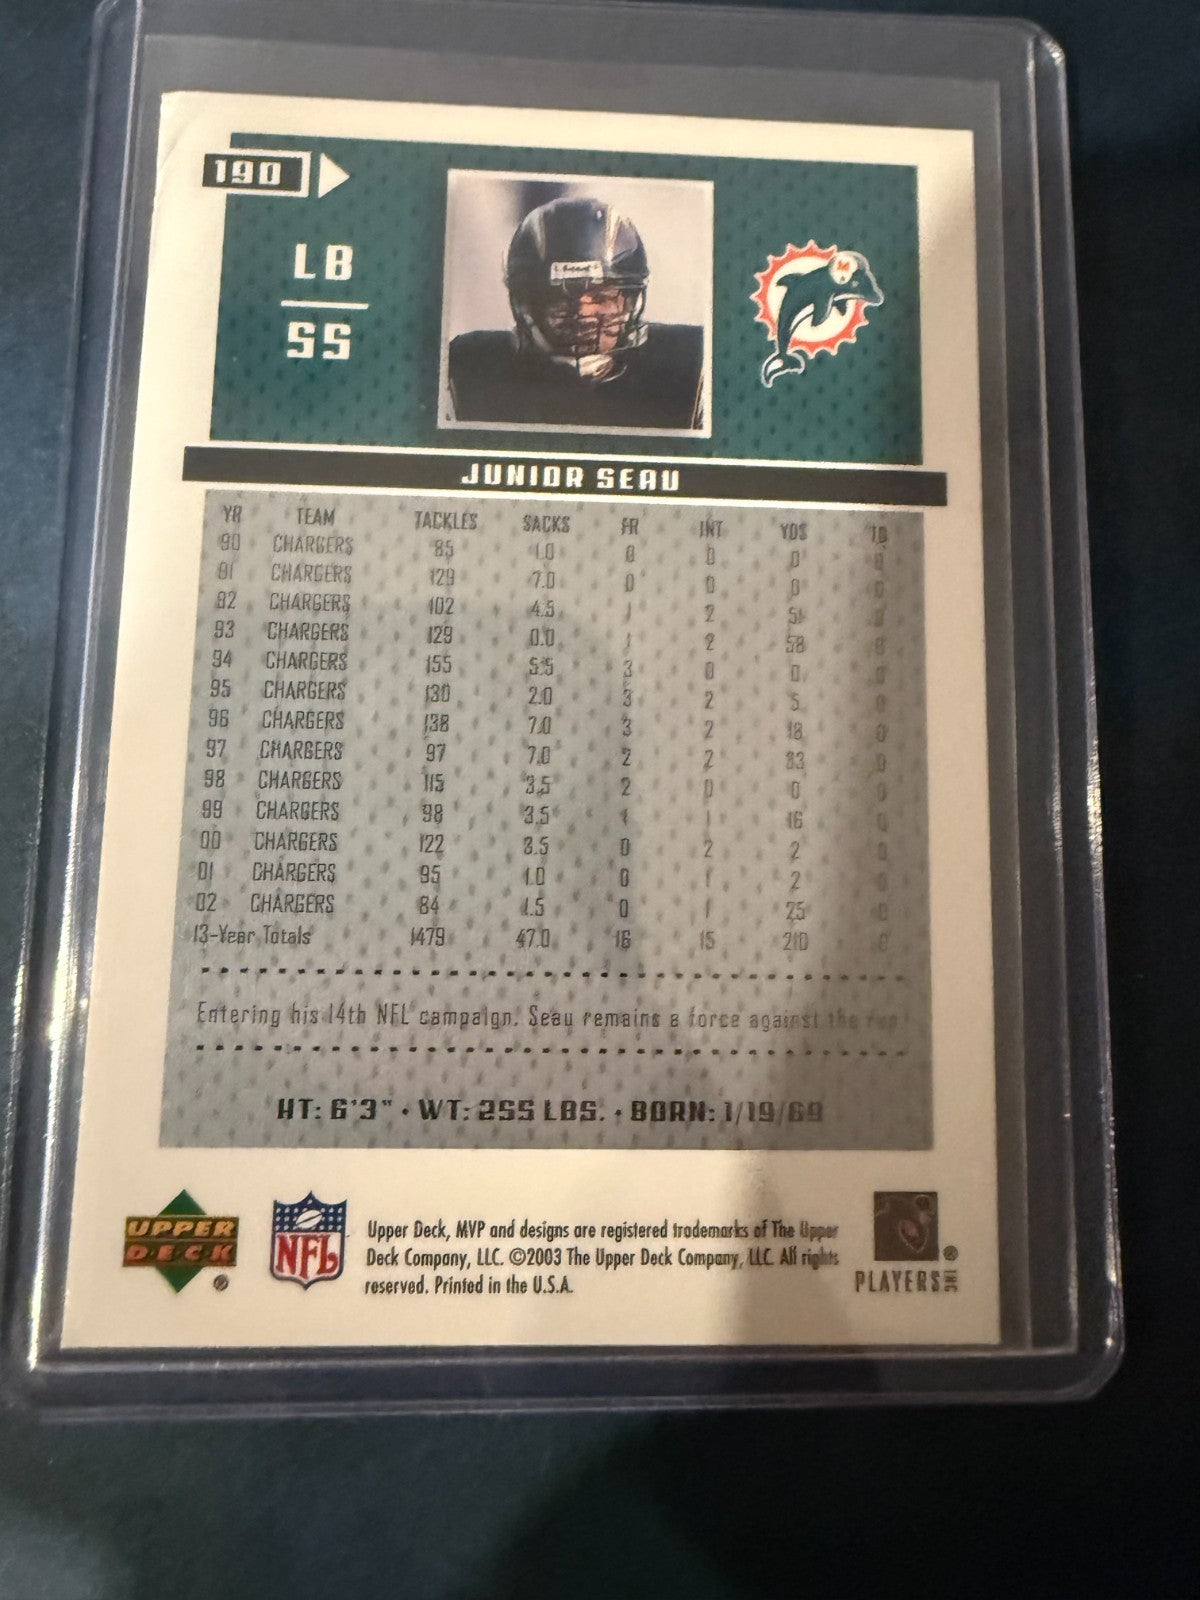 190
LB
55
JUNIOR SEAU
YR TEAM TACKLES SACKS FR INT YDS TD
90 CHARGERS 85 1.0 0 0 0 0
91 CHARGERS 129 7.0 0 0 0 0
92 CHARGERS 102 4.5 1 2 51
93 CHARGERS 129 0.0 1 2 58 0
94 CHARGERS 155 5.5 3 0 0 0
95 CHARGERS 130 2.0 3 2 5 0
96 CHARGERS 138 7.0 3 2 18 0
97 CHARGERS 97 7.0 2 2 33 0
98 CHARGERS 115 3.5 2 0 0 0
99 CHARGERS 98 3.5 1 1 16 0
00 CHARGERS 122 3.5 0 2 2 0
01 CHARGERS 95 1.0 0 1 2 0
02 CHARGERS 84 1.5 0 1 25 0
13-Year Totals 1479 47.0 16 15 210 0
Entering his 14th NFL campaign, Seau remains a force against the run.
HT: 6'3" · WT: 255 LBS. · BORN: 1/19/69
UPPER
DECK
®
NFL
Upper Deck, MVP and designs are registered trademarks of The Upper
Deck Company, LLC. ©2003 The Upper Deck Company, LLC. All rights
reserved. Printed in the U.S.A.
PLAYERS INC
®